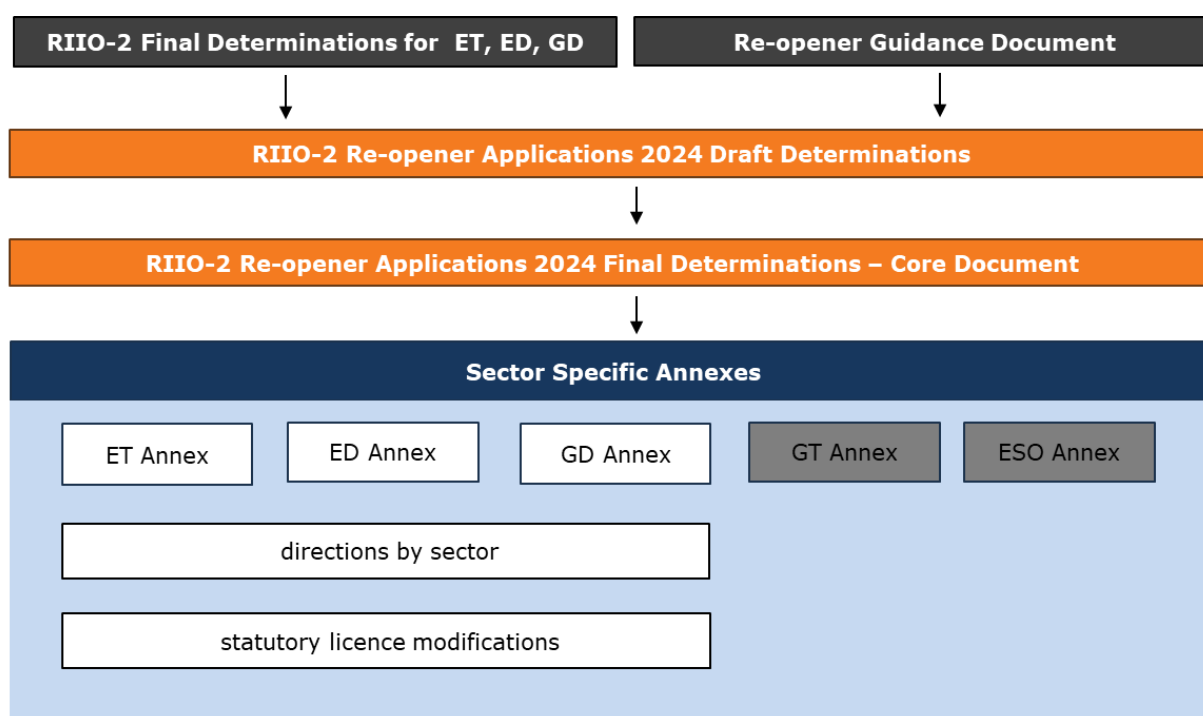 RIIO-2 Final Determinations for ET, ED, GD
Re-opener Guidance Document
RIIO-2 Re-opener Applications 2024 Draft Determinations
RIIO-2 Re-opener Applications 2024 Final Determinations – Core Document
Sector Specific Annexes
ET Annex
ED Annex
GD Annex
GT Annex
ESO Annex
directions by sector
statutory licence modifications